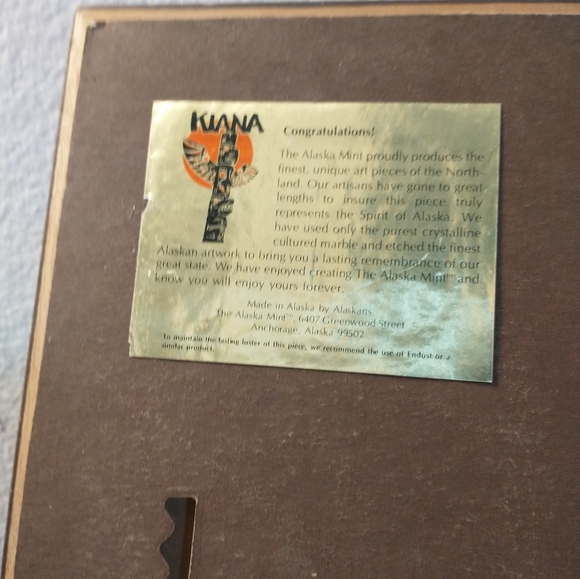 KIANA
Congratulations!
The Alaska Mint proudly produces the
finest, unique art pieces of the North-
land. Our artisans have gone to great
lengths to insure this piece truly
represents the Spirit of Alaska. We
have used only the purest crystalline
cultured marble and etched the finest
Alaskan artwork to bring you a lasting remembrance of our
great state. We have enjoyed creating The Alaska Mint™ and
know you will enjoy yours forever.
Made in Alaska by Alaskans
The Alaska Mint™, 6407 Greenwood Street
Anchorage, Alaska 99502
To maintain the lasting luster of this piece, we recommend the use of Endust or a
similar product.